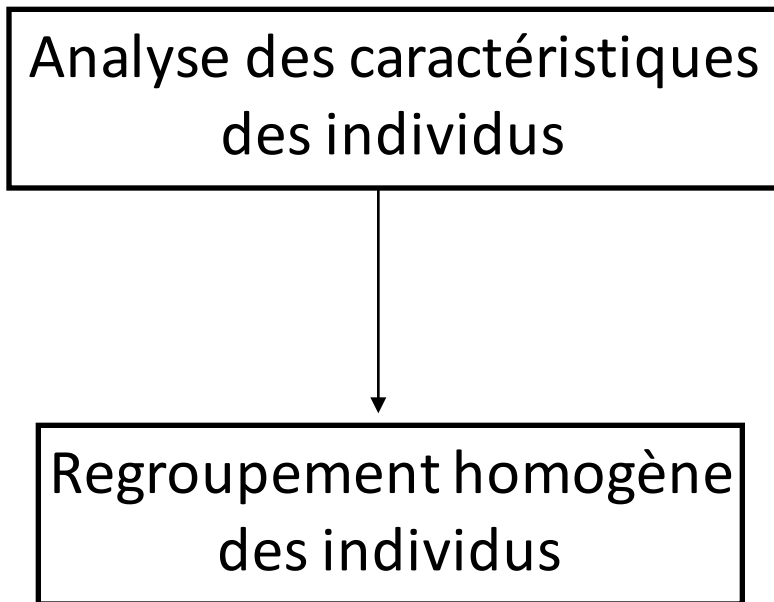 Analyse des caractéristiques
des individus
Regroupement homogène
des individus